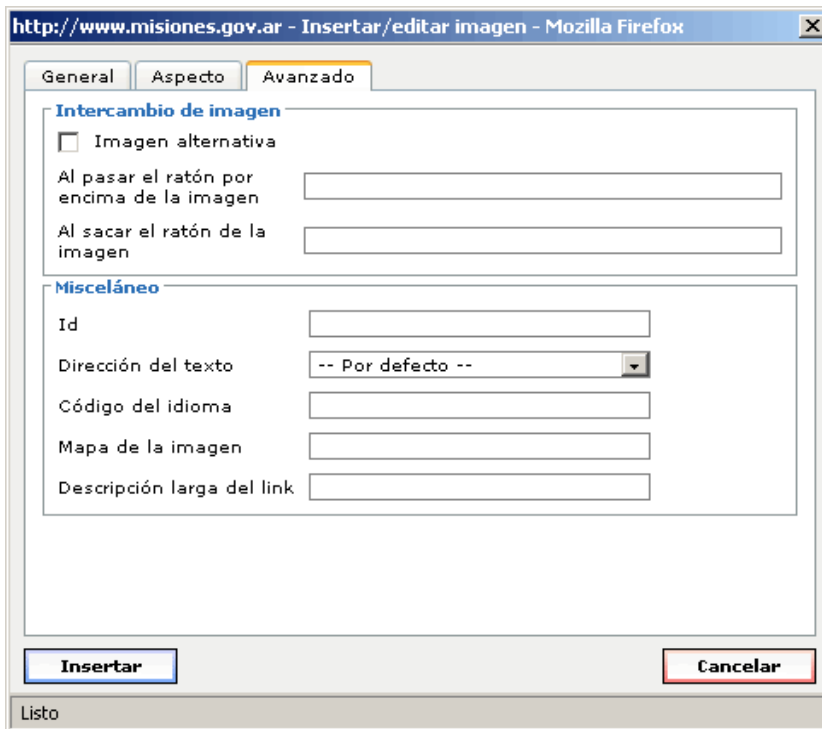 http://www.misiones.gov.ar - Insertar/editar imagen - Mozilla Firefox
General Aspecto Avanzado
Intercambio de imagen
Imagen alternativa
Al pasar el ratón por
encima de la imagen
Al sacar el ratón de la
imagen
Misceláneo
Id
Dirección del texto -- Por defecto --
Código del idioma
Mapa de la imagen
Descripción larga del link
Insertar Cancelar
Listo